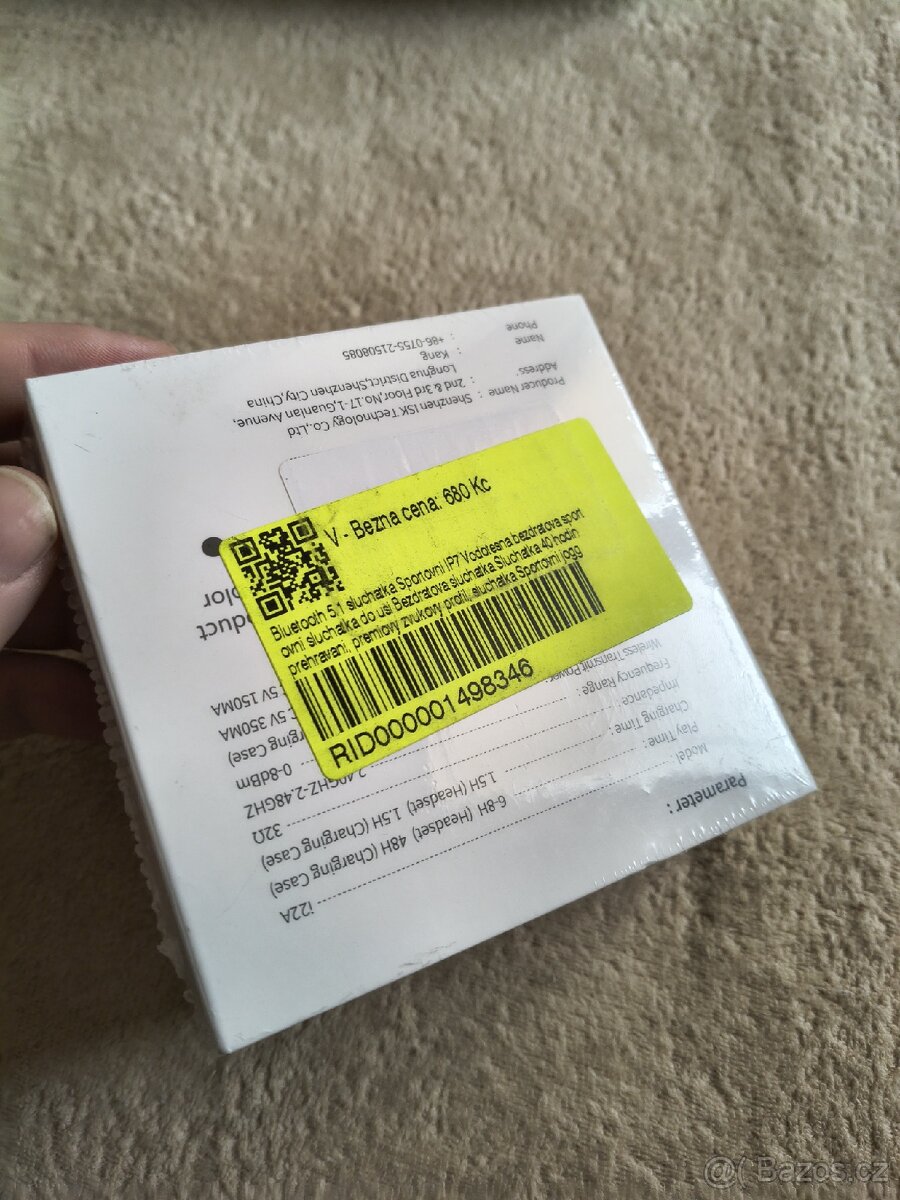 V - Bezna cena: 680 Kc
Bluetooth 5.1 sluchatka Sportovni IP7 Vodotesna bezdratova sport
ovni sluchatka do usi Bezdratova sluchatka Sluchatka 40 hodin
prehravani, premiovy zvukovy profil, sluchatka Sportovni jogg
RID000001498346
Parameter:
Model i22A
Play Time: 6-8H (Headset) 48H (Charging Case)
Charging Time: 1.5H (Headset) 1.5H (Charging Case)
Impedance: 32Ω
Frequency Range: 2.40GHZ-2.48GHZ
Wireless Transmit Power: 0-8dBm
5V 350MA
5V 150MA
Producer Name : Shenzhen ISK Technology Co.,Ltd
Address. : 2nd & 3rd Floor,No.17-1,Guanlan Avenue,
Longhua District,Shenzhen City,China
Name : Kang
Phone : +86-0755-21508085
Bazos.cz